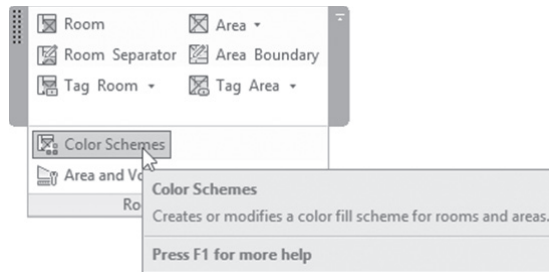 Room
Area
Room Separator
Area Boundary
Tag Room
Tag Area
Color Schemes
Area and Vo
Ro
Color Schemes
Creates or modifies a color fill scheme for rooms and areas.
Press F1 for more help